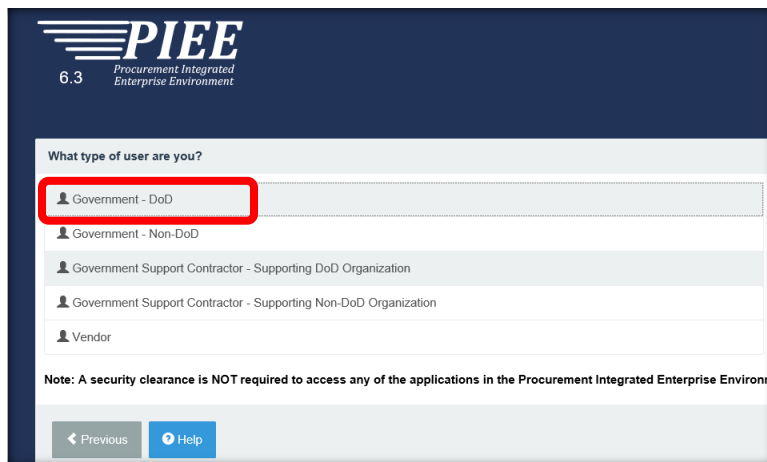 PIEE
6.3
Procurement Integrated
Enterprise Environment
What type of user are you?
Government - DoD
Government - Non-DoD
Government Support Contractor - Supporting DoD Organization
Government Support Contractor - Supporting Non-DoD Organization
Vendor
Note: A security clearance is NOT required to access any of the applications in the Procurement Integrated Enterprise
Previous
Help